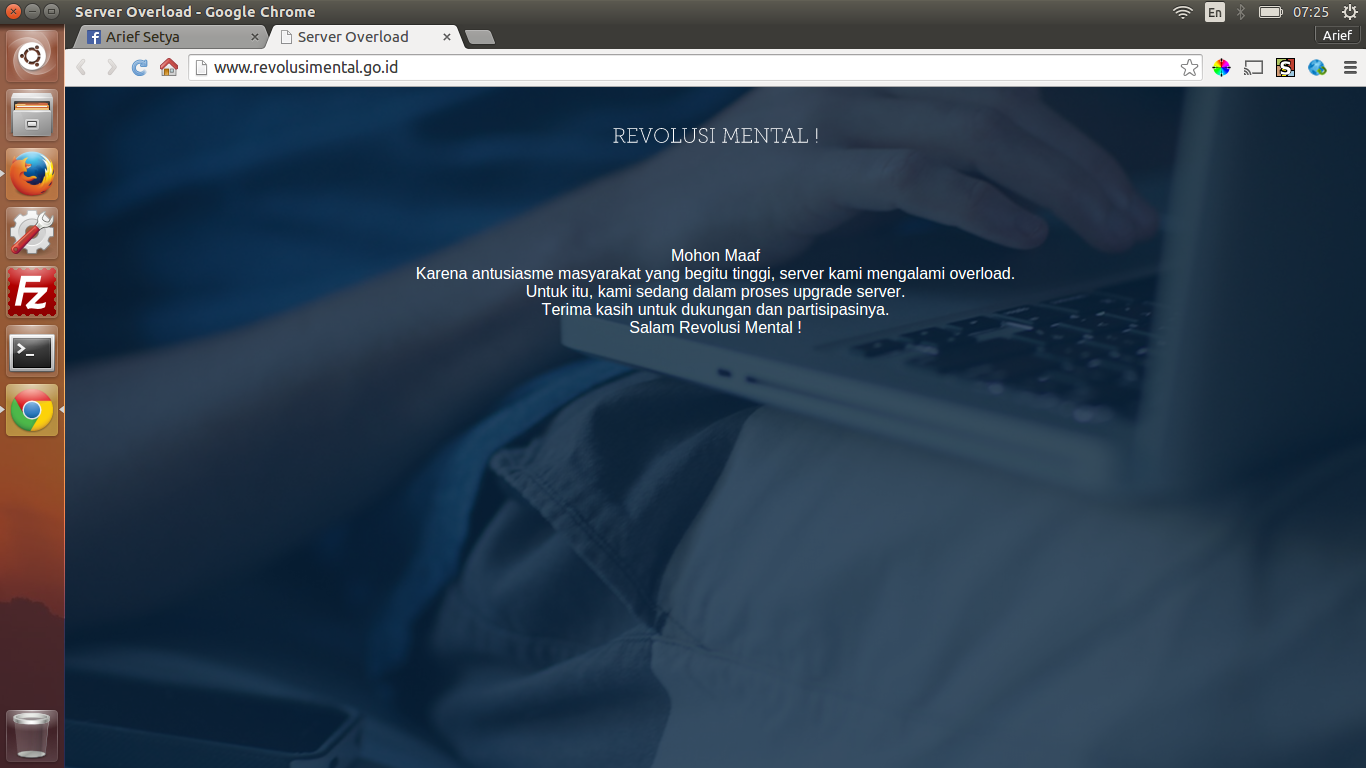 Server Overload - Google Chrome
En
07:25
Arief Setya
Server Overload
Arief
www.revolusimental.go.id
REVOLUSI MENTAL !
Mohon Maaf
Karena antusiasme masyarakat yang begitu tinggi, server kami mengalami overload.
Untuk itu, kami sedang dalam proses upgrade server.
Terima kasih untuk dukungan dan partisipasinya.
Salam Revolusi Mental !
Fz
S